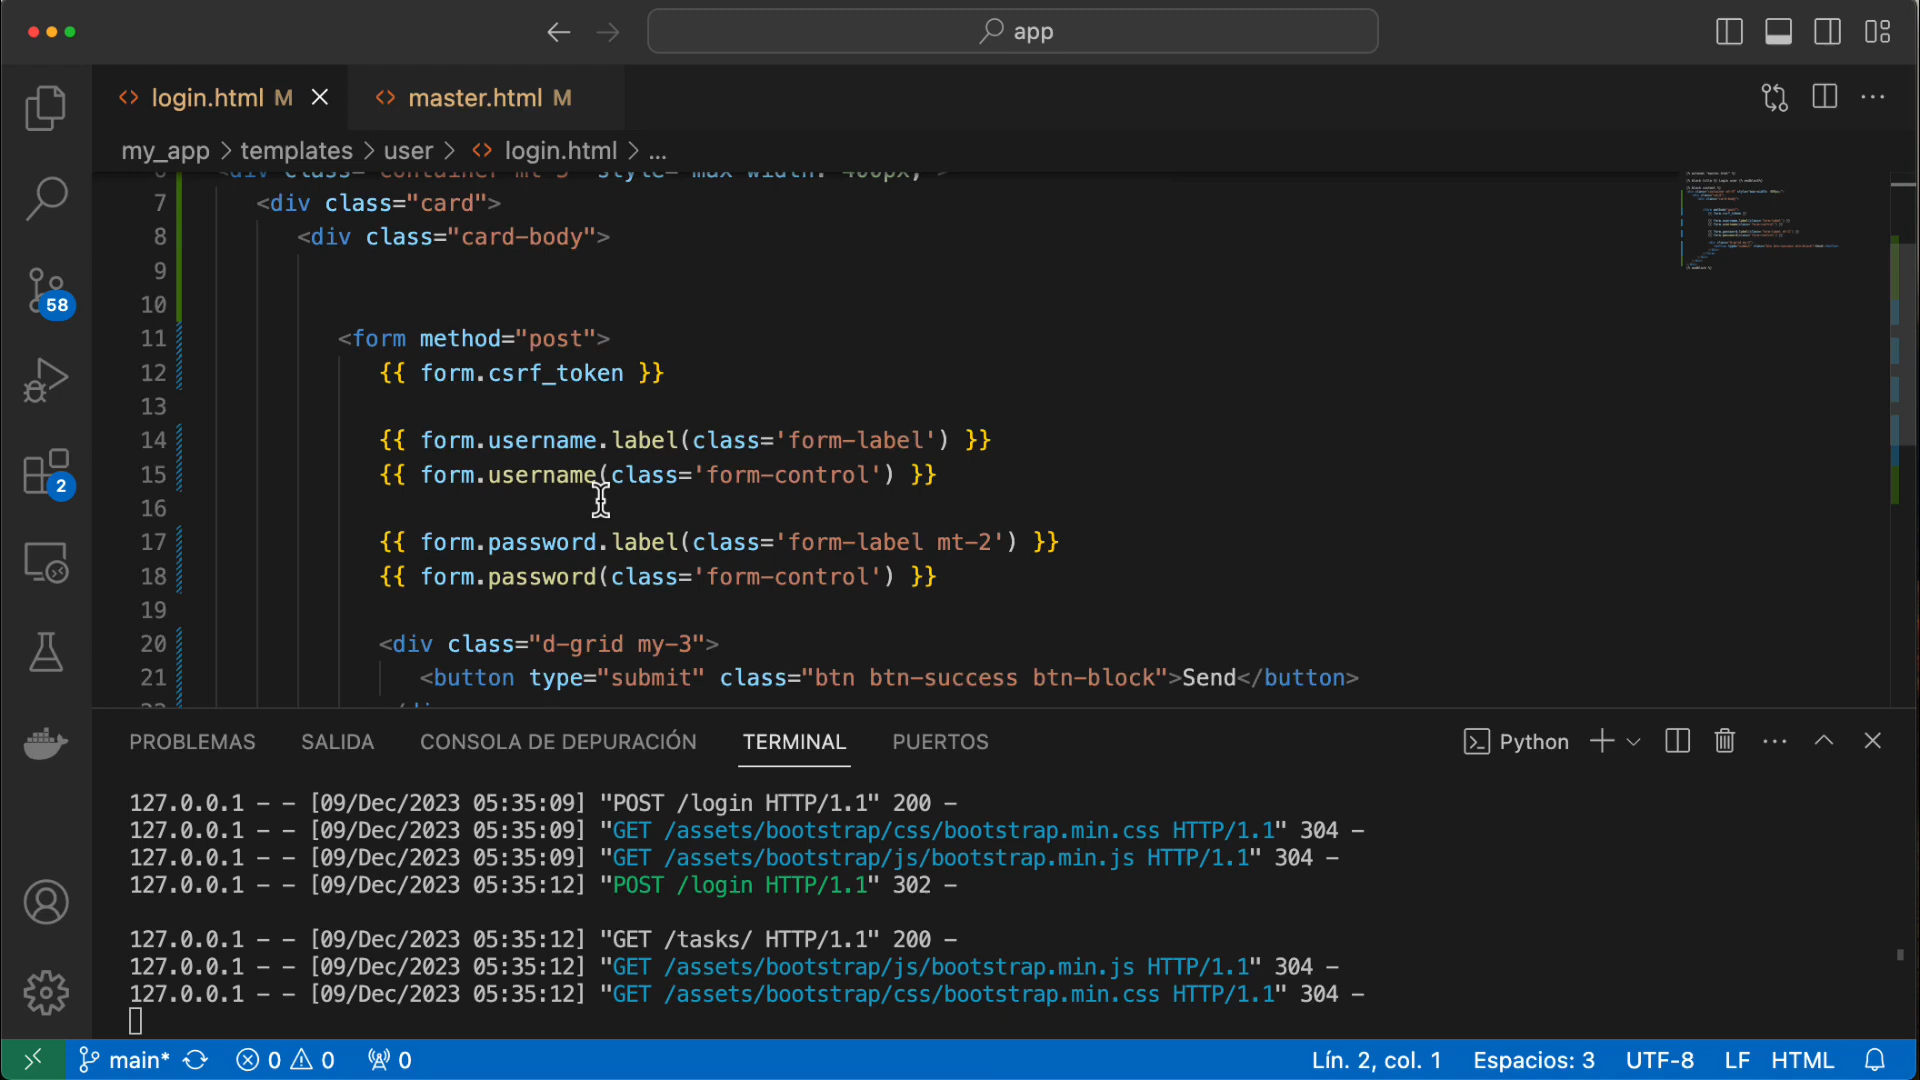 app
login.html M
master.html M
my_app > templates > user > <> login.html > ...
6 <div class="container mt-5" style="max-width: 400px;">
7 <div class="card">
8 <div class="card-body">
9
10
11 <form method="post">
12 {{ form.csrf_token }}
13
14 {{ form.username.label(class='form-label') }}
15 {{ form.username(class='form-control') }}
16
17 {{ form.password.label(class='form-label mt-2') }}
18 {{ form.password(class='form-control') }}
19
20 <div class="d-grid my-3">
21 <button type="submit" class="btn btn-success btn-block">Send</button>
22 </div>
58
2
PROBLEMAS SALIDA CONSOLA DE DEPURACIÓN TERMINAL PUERTOS Python
127.0.0.1 - - [09/Dec/2023 05:35:09] "POST /login HTTP/1.1" 200 -
127.0.0.1 - - [09/Dec/2023 05:35:09] "GET /assets/bootstrap/css/bootstrap.min.css HTTP/1.1" 304 -
127.0.0.1 - - [09/Dec/2023 05:35:09] "GET /assets/bootstrap/js/bootstrap.min.js HTTP/1.1" 304 -
127.0.0.1 - - [09/Dec/2023 05:35:12] "POST /login HTTP/1.1" 302 -
127.0.0.1 - - [09/Dec/2023 05:35:12] "GET /tasks/ HTTP/1.1" 200 -
127.0.0.1 - - [09/Dec/2023 05:35:12] "GET /assets/bootstrap/js/bootstrap.min.js HTTP/1.1" 304 -
127.0.0.1 - - [09/Dec/2023 05:35:12] "GET /assets/bootstrap/css/bootstrap.min.css HTTP/1.1" 304 -
main* 0 0 0 Lín. 2, col. 1 Espacios: 3 UTF-8 LF HTML